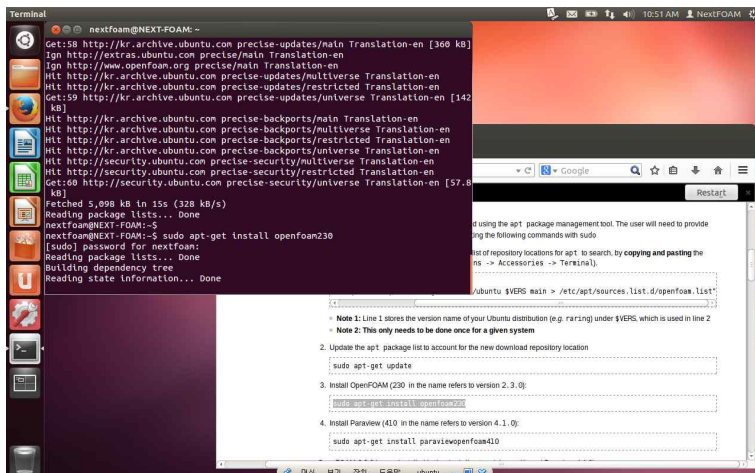 Terminal
10:51 AM NextFOAM
nextfoam@NEXT-FOAM: ~
Get:58 http://kr.archive.ubuntu.com precise-updates/main Translation-en [360 kB]
Ign http://extras.ubuntu.com precise/main Translation-en
Ign http://www.openfoam.org precise/main Translation-en
Hit http://kr.archive.ubuntu.com precise-updates/multiverse Translation-en
Hit http://kr.archive.ubuntu.com precise-updates/restricted Translation-en
Get:59 http://kr.archive.ubuntu.com precise-updates/universe Translation-en [142
kB]
Hit http://kr.archive.ubuntu.com precise-backports/main Translation-en
Hit http://kr.archive.ubuntu.com precise-backports/multiverse Translation-en
Hit http://kr.archive.ubuntu.com precise-backports/restricted Translation-en
Hit http://kr.archive.ubuntu.com precise-backports/universe Translation-en
Hit http://security.ubuntu.com precise-security/multiverse Translation-en
Hit http://security.ubuntu.com precise-security/restricted Translation-en
Get:60 http://security.ubuntu.com precise-security/universe Translation-en [57.8
kB]
Fetched 5,098 kB in 15s (328 kB/s)
Reading package lists... Done
nextfoam@NEXT-FOAM:~$
nextfoam@NEXT-FOAM:~$ sudo apt-get install openfoam230
[sudo] password for nextfoam:
Reading package lists... Done
Building dependency tree
Reading state information... Done
Google
Restart
d using the apt package management tool. The user will need to provide
ng the following commands with sudo
list of repository locations for apt to search, by copying and pasting the
ns -> Accessories -> Terminal).
/ubuntu $VERS main > /etc/apt/sources.list.d/openfoam.list"
Note 1: Line 1 stores the version name of your Ubuntu distribution (e.g. raring) under $VERS, which is used in line 2
Note 2: This only needs to be done once for a given system
2. Update the apt package list to account for the new download repository location
sudo apt-get update
3. Install OpenFOAM (230 in the name refers to version 2.3.0):
sudo apt-get install openfoam230
4. Install Paraview (410 in the name refers to version 4.1.0):
sudo apt-get install paraviewopenfoam410